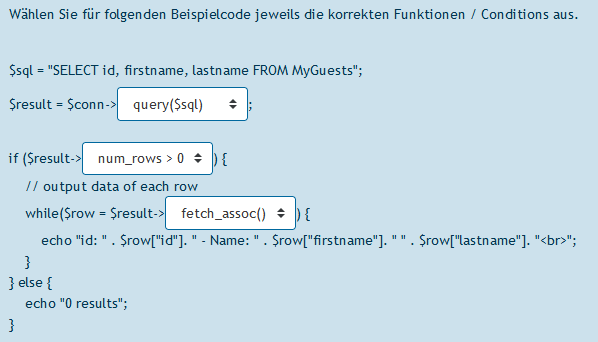 Wählen Sie für folgenden Beispielcode jeweils die korrekten Funktionen / Conditions aus.
$sql = "SELECT id, firstname, lastname FROM MyGuests";
$result = $conn-> query($sql) ;
if ($result-> num_rows > 0 ) {
// output data of each row
while($row = $result-> fetch_assoc() ) {
echo "id: " . $row["id"]. " - Name: " . $row["firstname"]. " " . $row["lastname"]. "<br>";
}
} else {
echo "0 results";
}